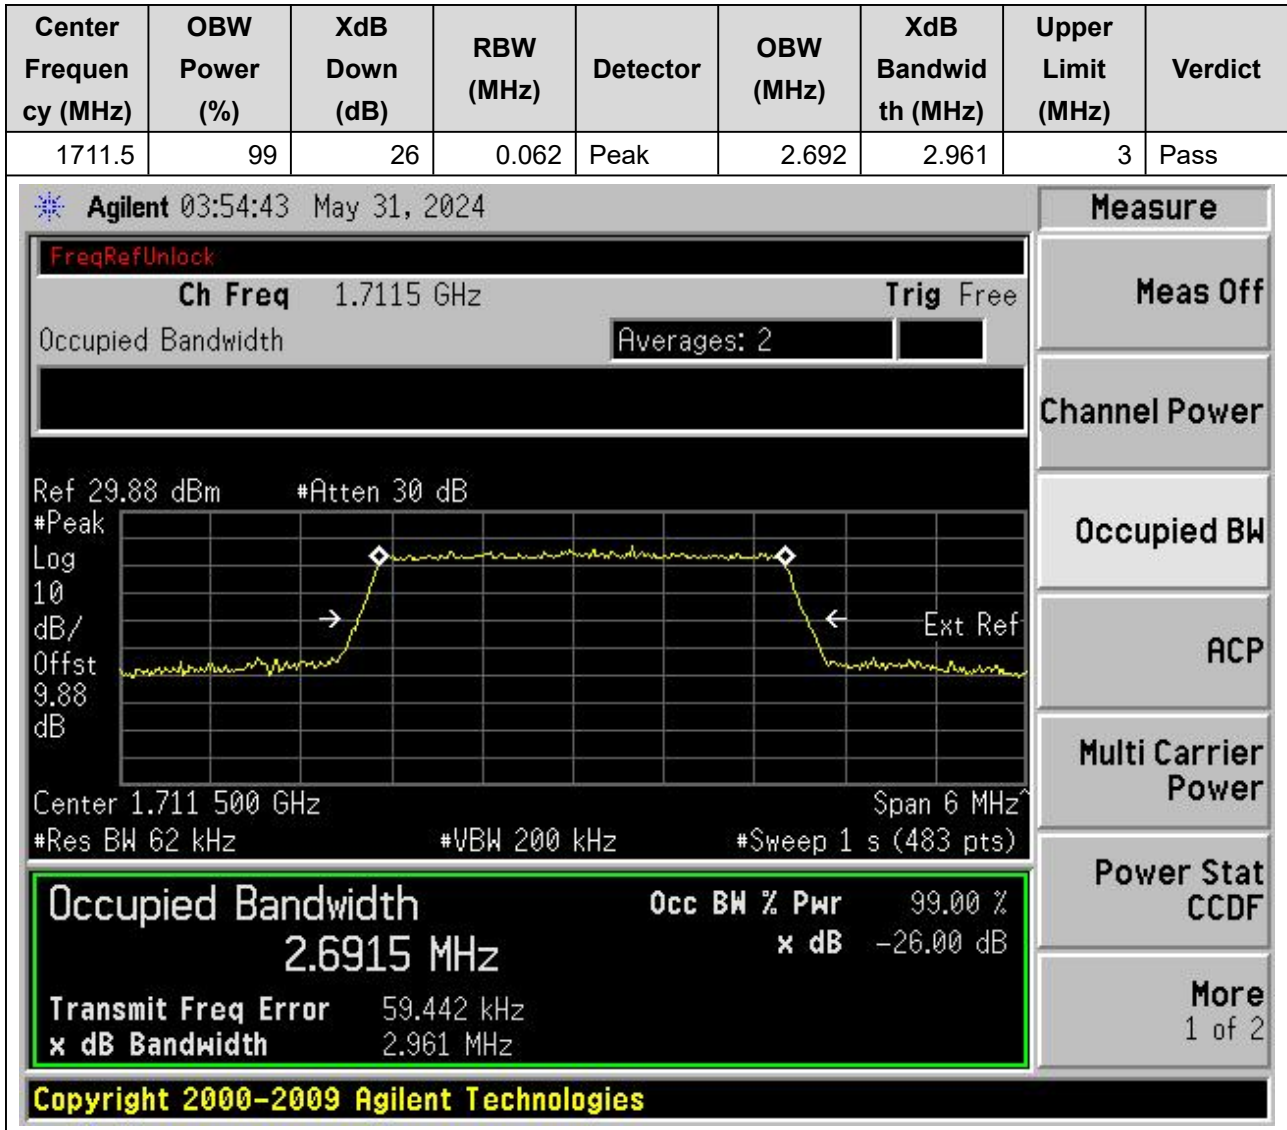 Center Frequen cy (MHz) OBW Power (%) XdB Down (dB) RBW (MHz) Detector OBW (MHz) XdB Bandwid th (MHz) Upper Limit (MHz) Verdict
1711.5 99 26 0.062 Peak 2.692 2.961 3 Pass
Agilent 03:54:43 May 31, 2024 Measure
FreqRefUnlock
Ch Freq 1.7115 GHz Trig Free
Meas Off
Occupied Bandwidth Averages: 2
Channel Power
Ref 29.88 dBm #Atten 30 dB
#Peak
Occupied BW
Log
10
dB/
Ext Ref
Offst
ACP
9.88
dB
Multi Carrier
Power
Center 1.711 500 GHz Span 6 MHz^
#Res BW 62 kHz #VBW 200 kHz #Sweep 1 s (483 pts)
Power Stat
CCDF
Occupied Bandwidth Occ BW % Pwr 99.00 %
2.6915 MHz x dB -26.00 dB
Transmit Freq Error 59.442 kHz
x dB Bandwidth 2.961 MHz
More
1 of 2
Copyright 2000-2009 Agilent Technologies